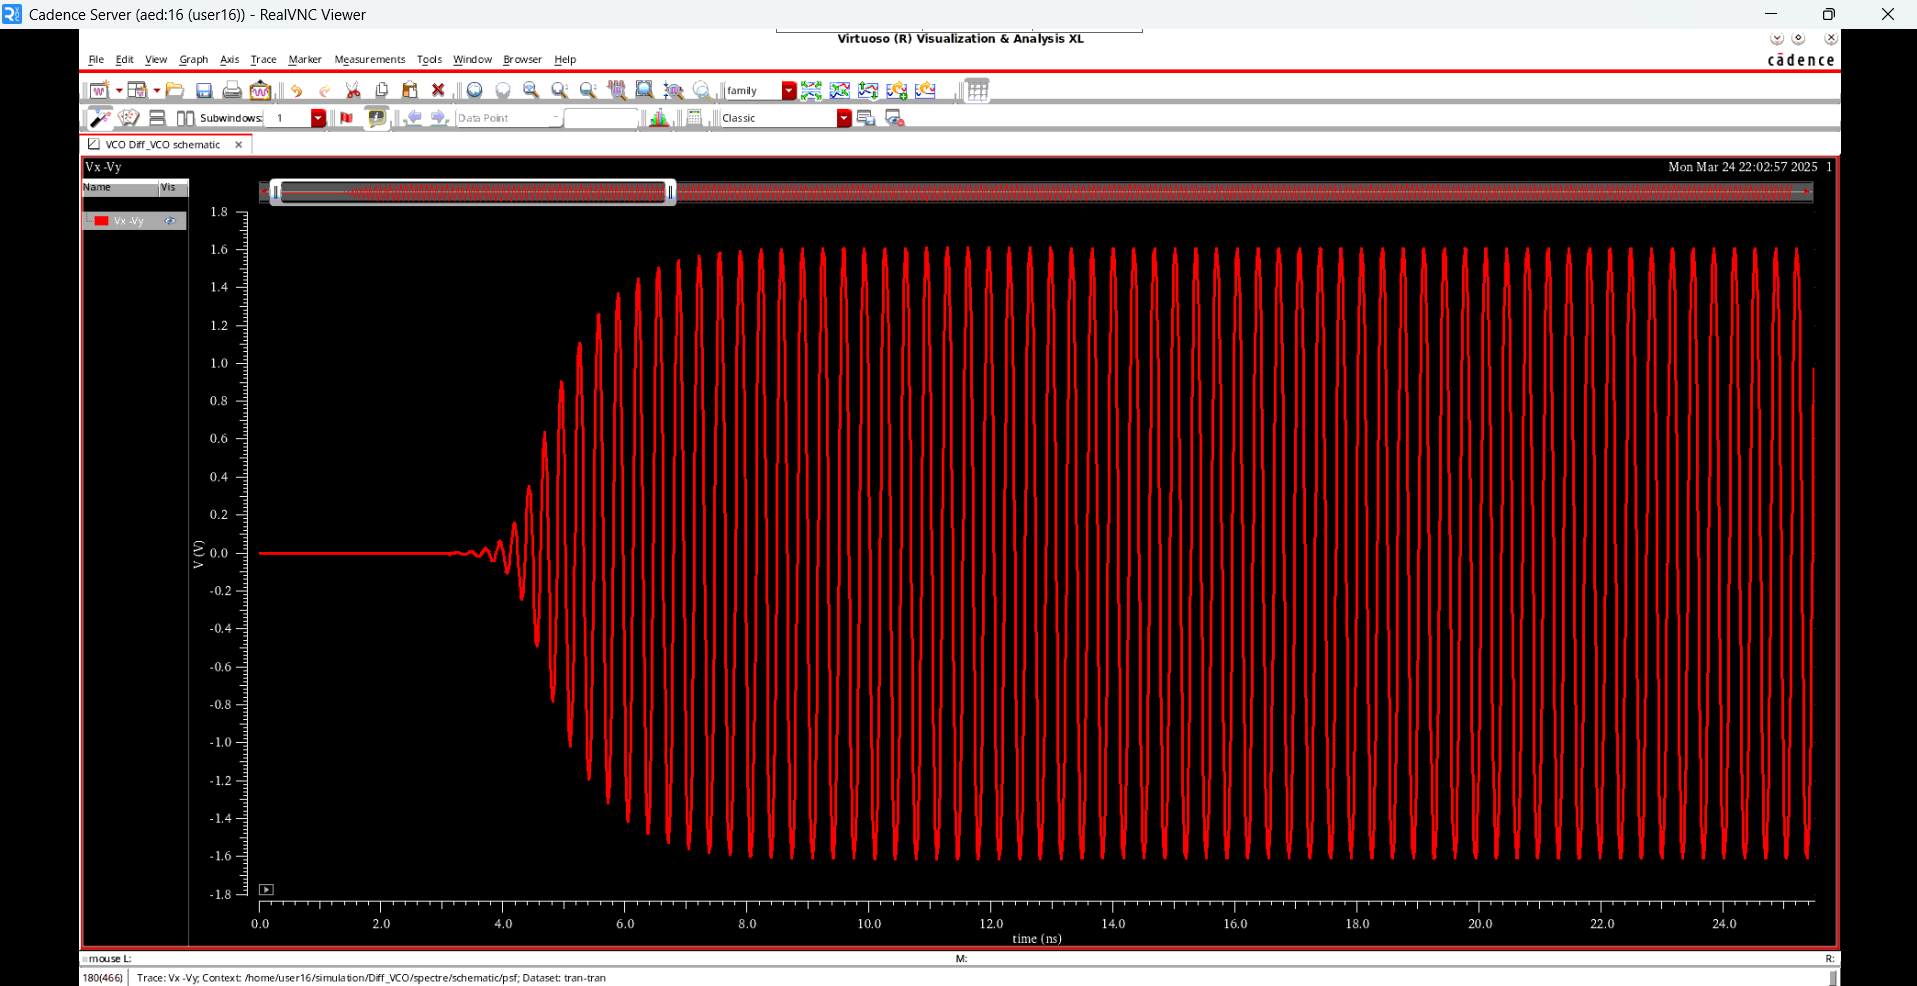 Cadence Server (aed:16 (user16)) - RealVNC Viewer
Virtuoso (R) Visualization & Analysis XL
File Edit View Graph Axis Trace Marker Measurements Tools Window Browser Help
cādence
family
Subwindows: 1 Data Point Classic
VCO Diff_VCO schematic
Vx -Vy Mon Mar 24 22:02:57 2025 1
Name Vis
Vx -Vy
1.8
1.6
1.4
1.2
1.0
0.8
0.6
0.4
0.2
0.0
-0.2
-0.4
-0.6
-0.8
-1.0
-1.2
-1.4
-1.6
-1.8
V (V)
0.0 2.0 4.0 6.0 8.0 10.0 12.0 14.0 16.0 18.0 20.0 22.0 24.0
time (ns)
mouse L: M: R:
180(466) Trace: Vx -Vy; Context: /home/user16/simulation/Diff_VCO/spectre/schematic/psf; Dataset: tran-tran